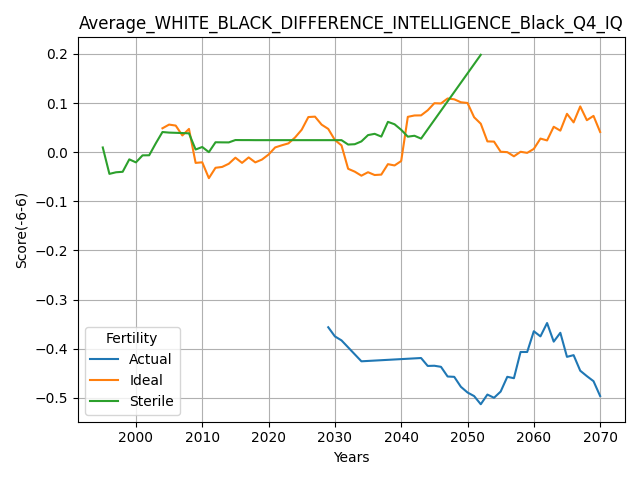 Average_WHITE_BLACK_DIFFERENCE_INTELLIGENCE_Black_Q4_IQ
Score(-6-6)
0.2
0.1
0.0
−0.1
−0.2
−0.3
−0.4
−0.5
Fertility
Actual
Ideal
Sterile
2000 2010 2020 2030 2040 2050 2060 2070
Years